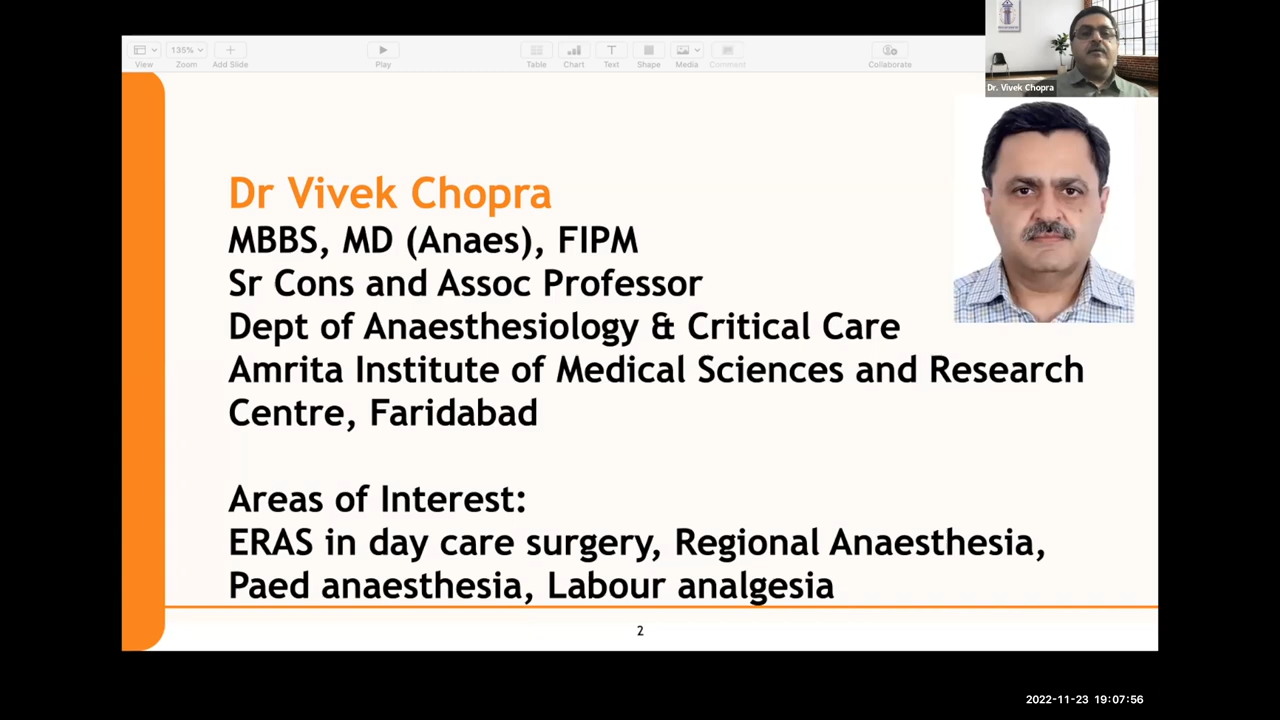 135%
View
Zoom
Add Slide
Play
Table
Chart
Text
Shape
Media
Comment
Collaborate
Dr. Vivek Chopra
Dr Vivek Chopra
MBBS, MD (Anaes), FIPM
Sr Cons and Assoc Professor
Dept of Anaesthesiology & Critical Care
Amrita Institute of Medical Sciences and Research
Centre, Faridabad
Areas of Interest:
ERAS in day care surgery, Regional Anaesthesia,
Paed anaesthesia, Labour analgesia
2
2022-11-23 19:07:56